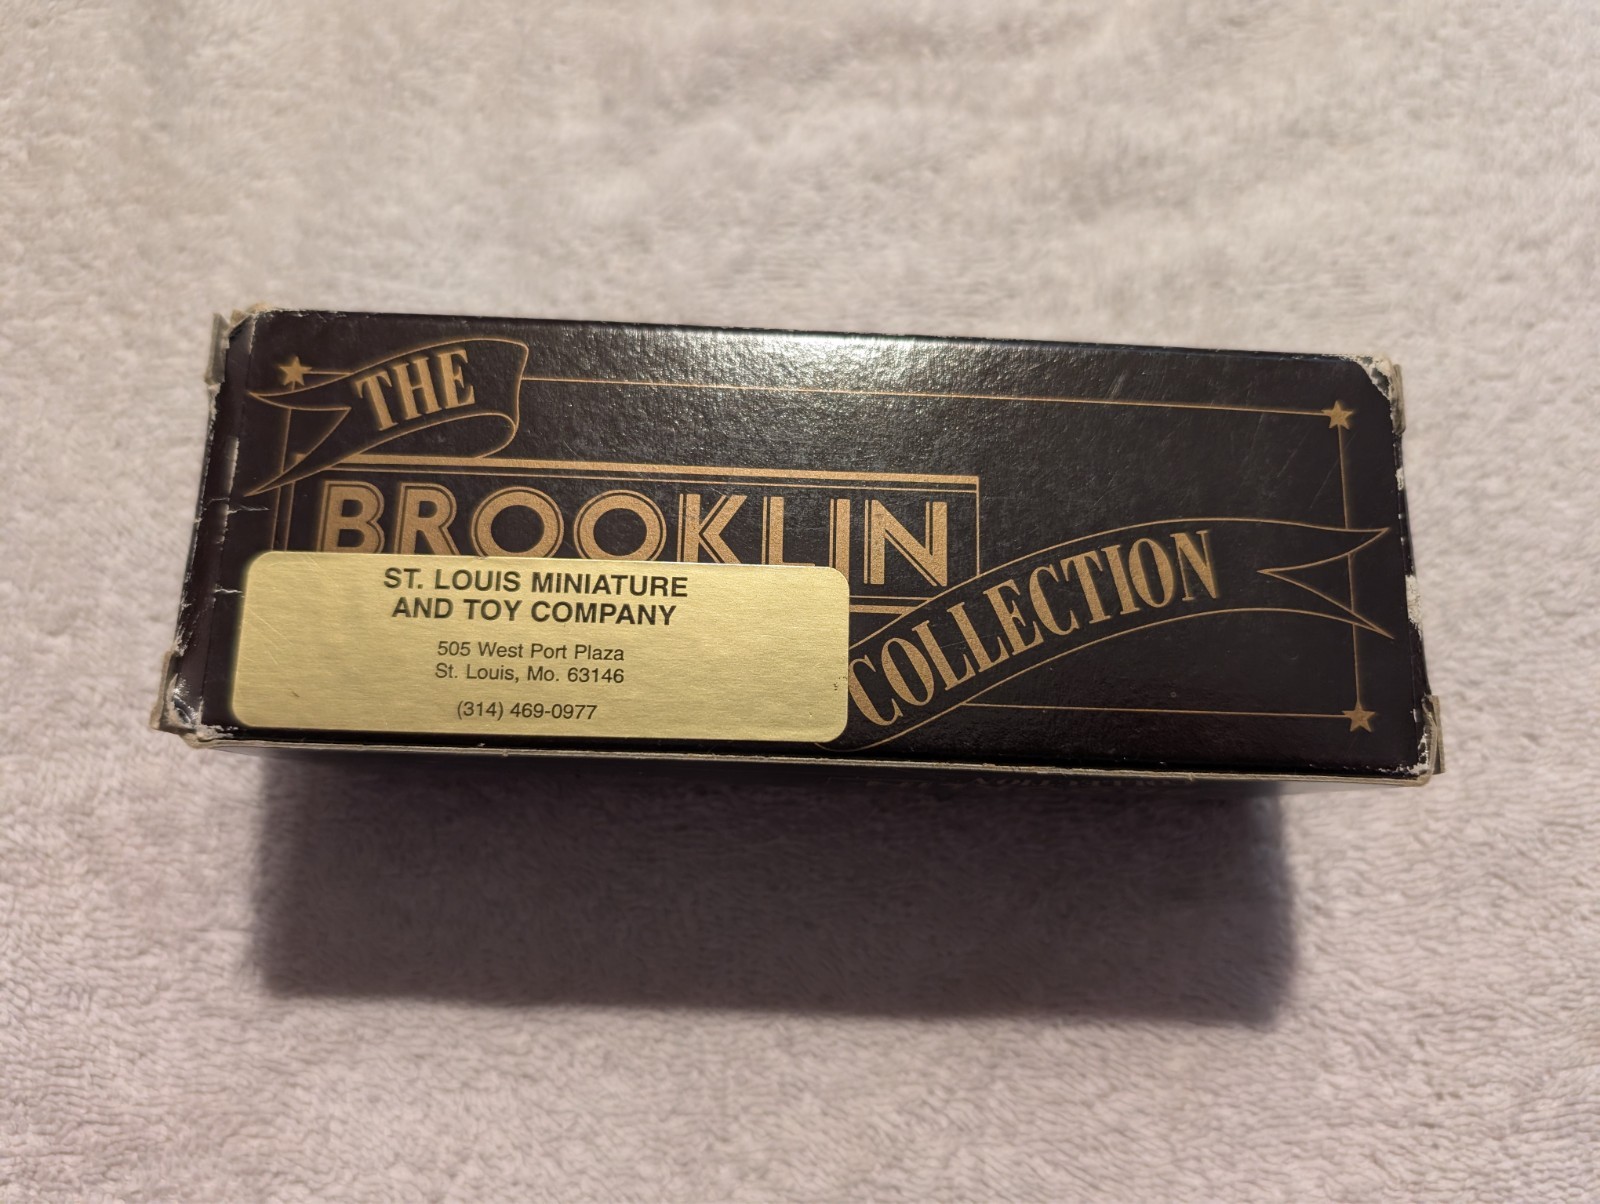 THE
BROOKLIN
COLLECTION
ST. LOUIS MINIATURE
AND TOY COMPANY
505 West Port Plaza
St. Louis, Mo. 63146
(314) 469-0977